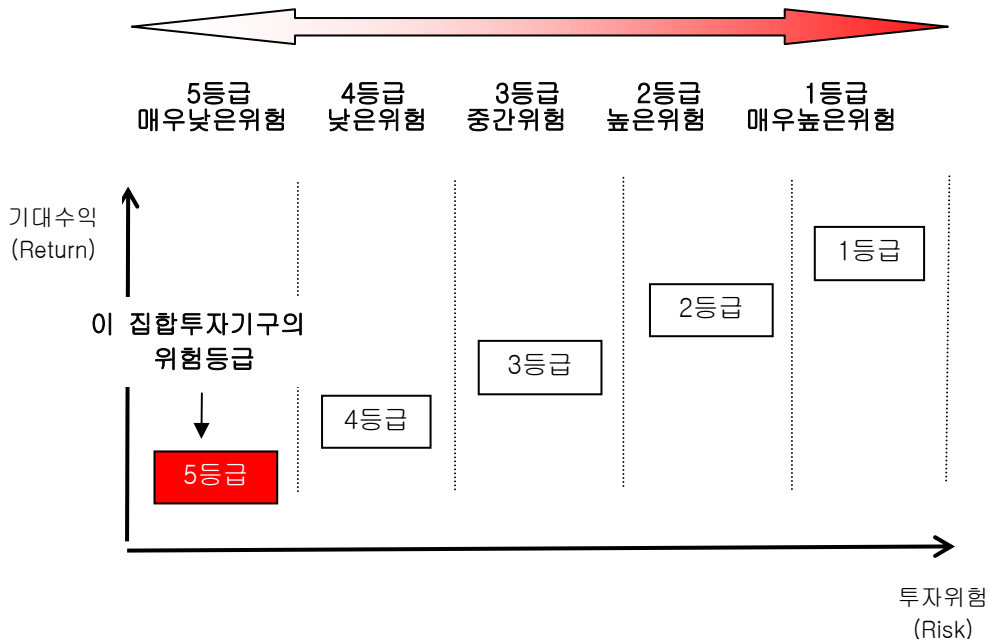 5등급
매우낮은위험
4등급
낮은위험
3등급
중간위험
2등급
높은위험
1등급
매우높은위험
기대수익
(Return)
1등급
2등급
이 집합투자기구의
위험등급
3등급
4등급
5등급
투자위험
(Risk)